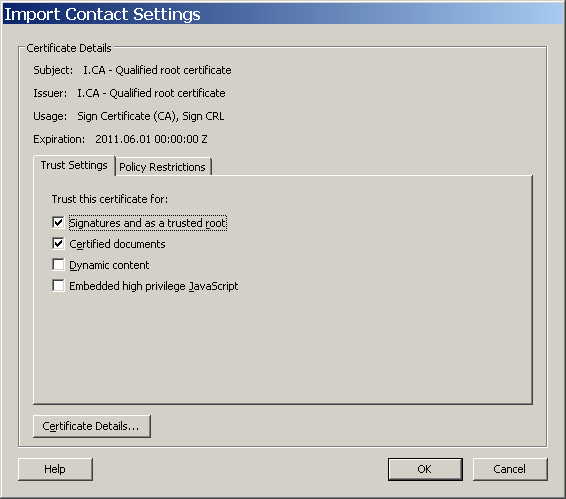 Import Contact Settings
Certificate Details
Subject: I.CA - Qualified root certificate
Issuer: I.CA - Qualified root certificate
Usage: Sign Certificate (CA), Sign CRL
Expiration: 2011.06.01 00:00:00 Z
Trust Settings Policy Restrictions
Trust this certificate for:
Signatures and as a trusted root
Certified documents
Dynamic content
Embedded high privilege JavaScript
Certificate Details...
Help OK Cancel